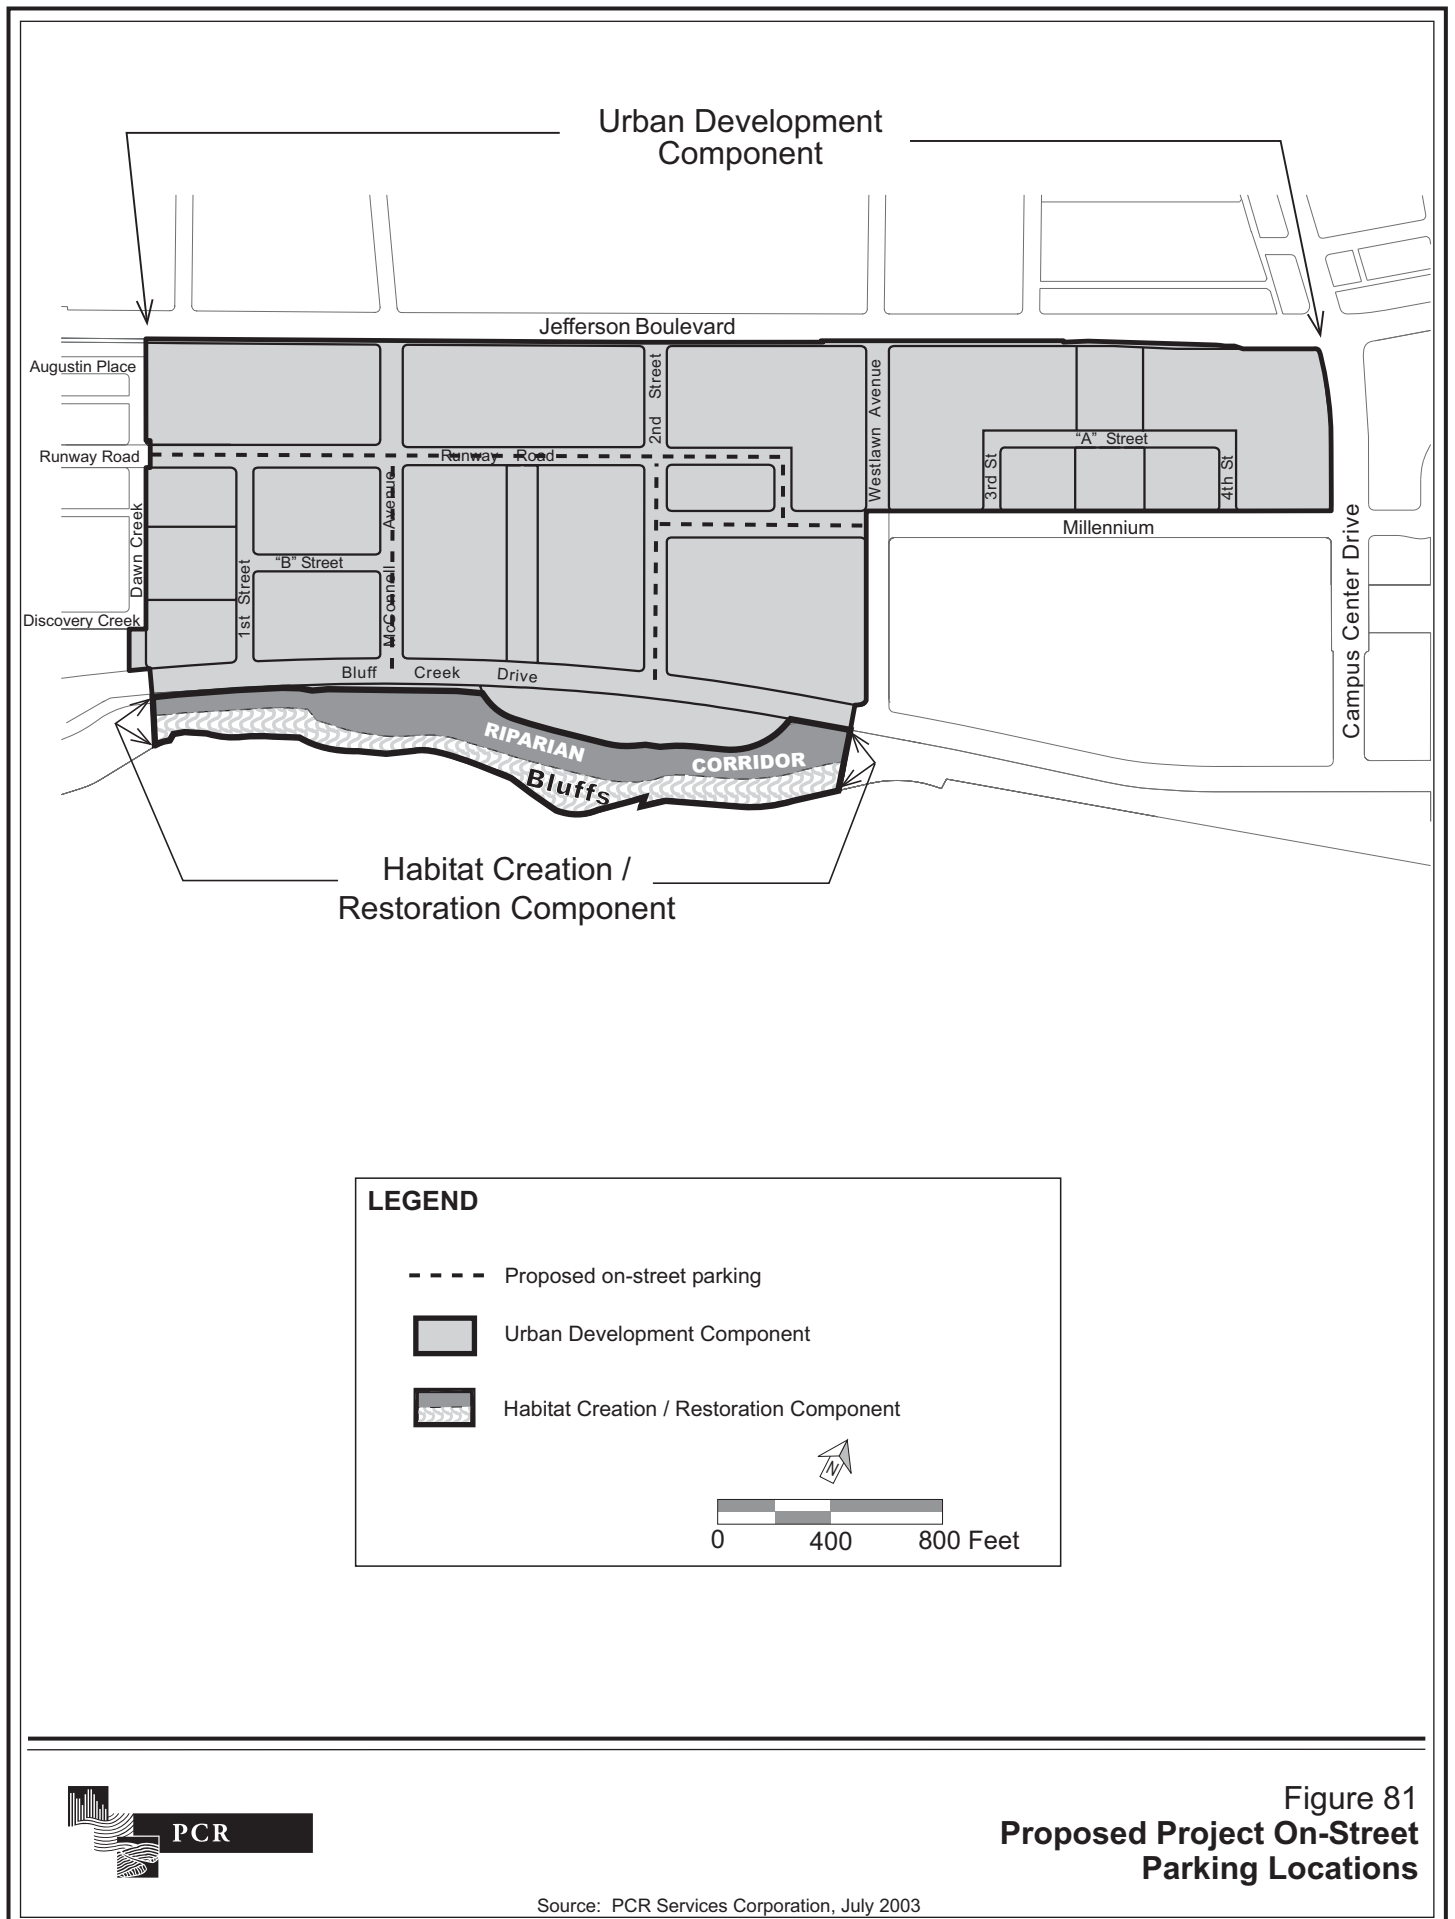 Urban Development
Component
Jefferson Boulevard
Augustin Place
2nd Street
Westlawn Avenue
"A" Street
Runway Road
Runway Road
3rd St
4th St
McConnell Avenue
Millennium
Dawn Creek
Campus Center Drive
"B" Street
1st Street
Discovery Creek
Bluff Creek Drive
RIPARIAN CORRIDOR
Bluffs
Habitat Creation /
Restoration Component
LEGEND
Proposed on-street parking
Urban Development Component
Habitat Creation / Restoration Component
N
0 400 800 Feet
PCR
Figure 81
Proposed Project On-Street
Parking Locations
Source: PCR Services Corporation, July 2003